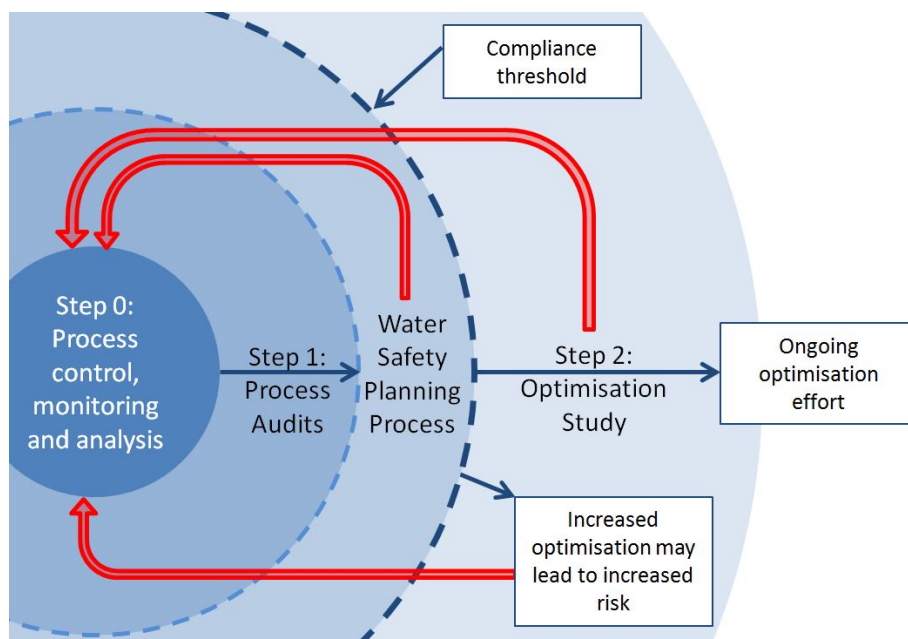 Compliance
threshold
Step 0:
Process
control,
monitoring
and analysis
Step 1:
Process
Audits
Water
Safety
Planning
Process
Step 2:
Optimisation
Study
Ongoing
optimisation
effort
Increased
optimisation may
lead to increased
risk